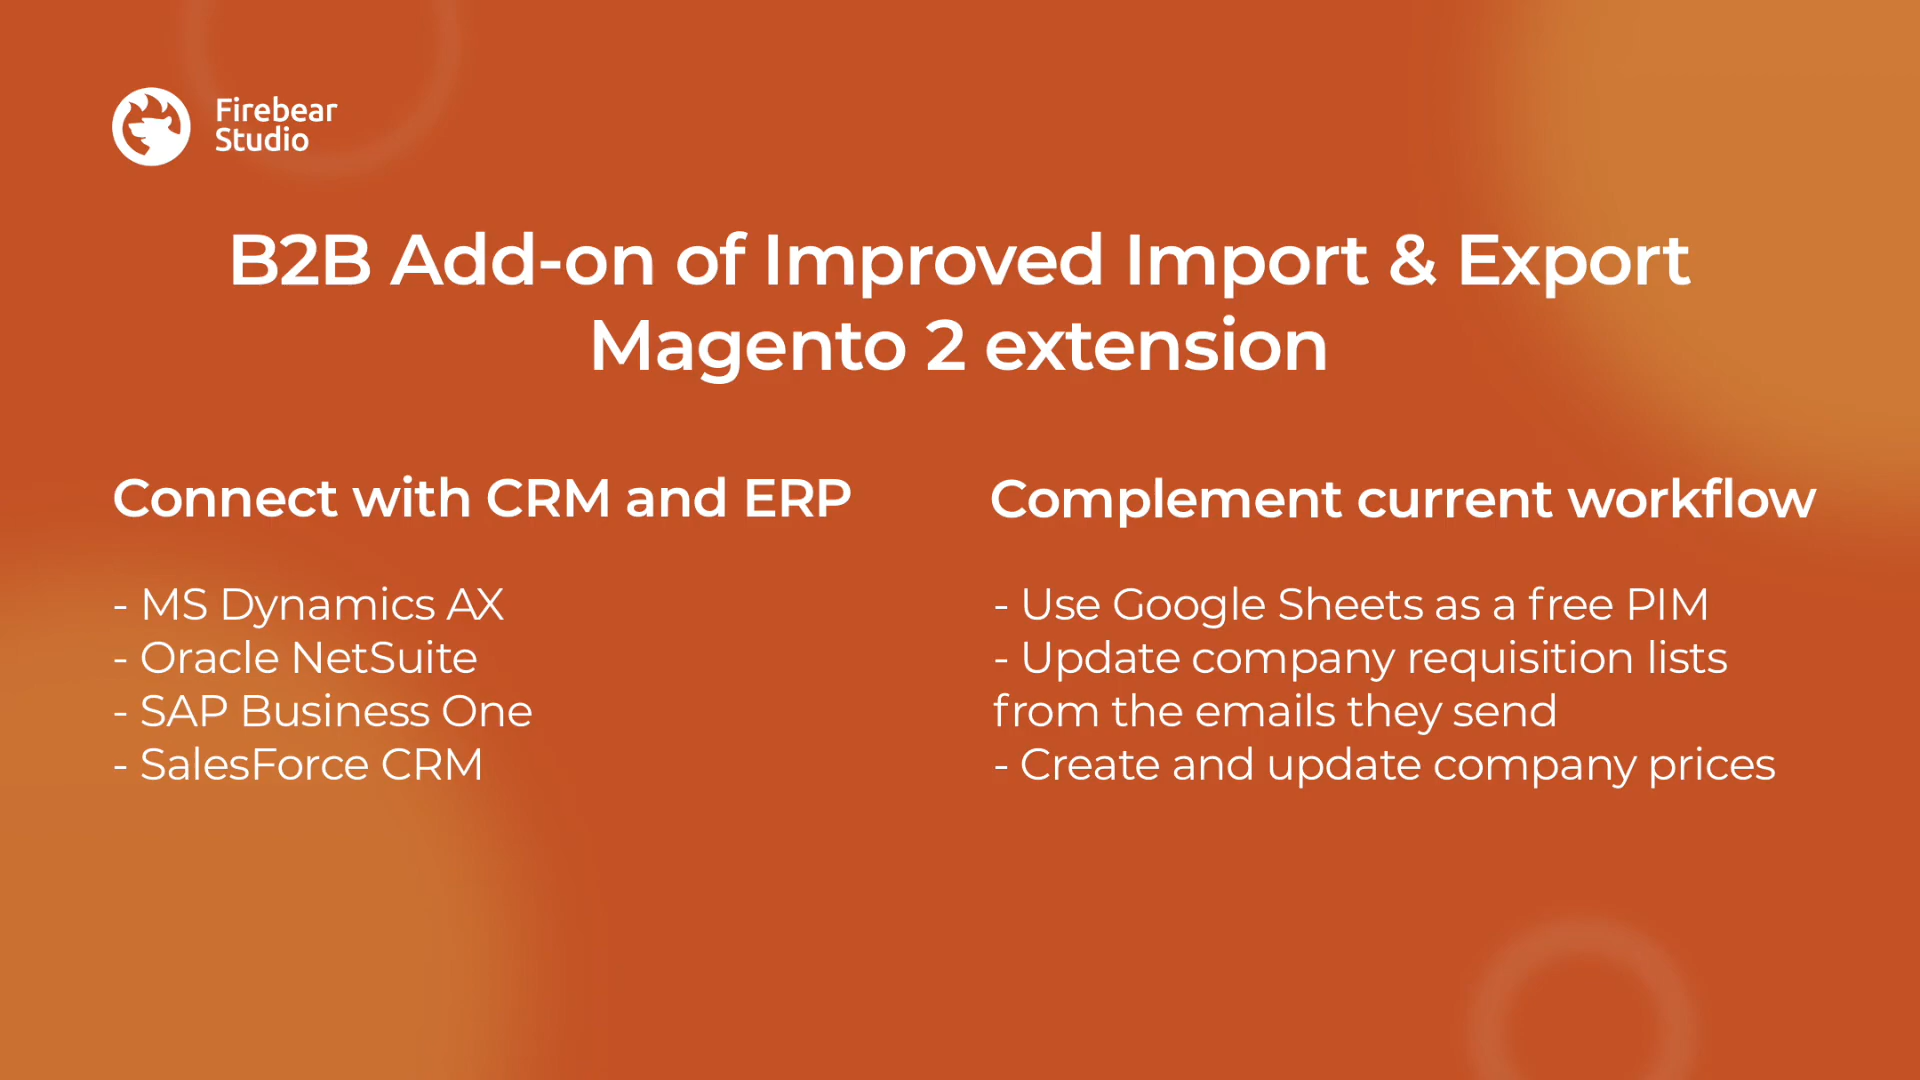 Firebear
Studio
B2B Add-on of Improved Import & Export
Magento 2 extension
Connect with CRM and ERP
- MS Dynamics AX
- Oracle NetSuite
- SAP Business One
- SalesForce CRM
Complement current workflow
- Use Google Sheets as a free PIM
- Update company requisition lists
from the emails they send
- Create and update company prices